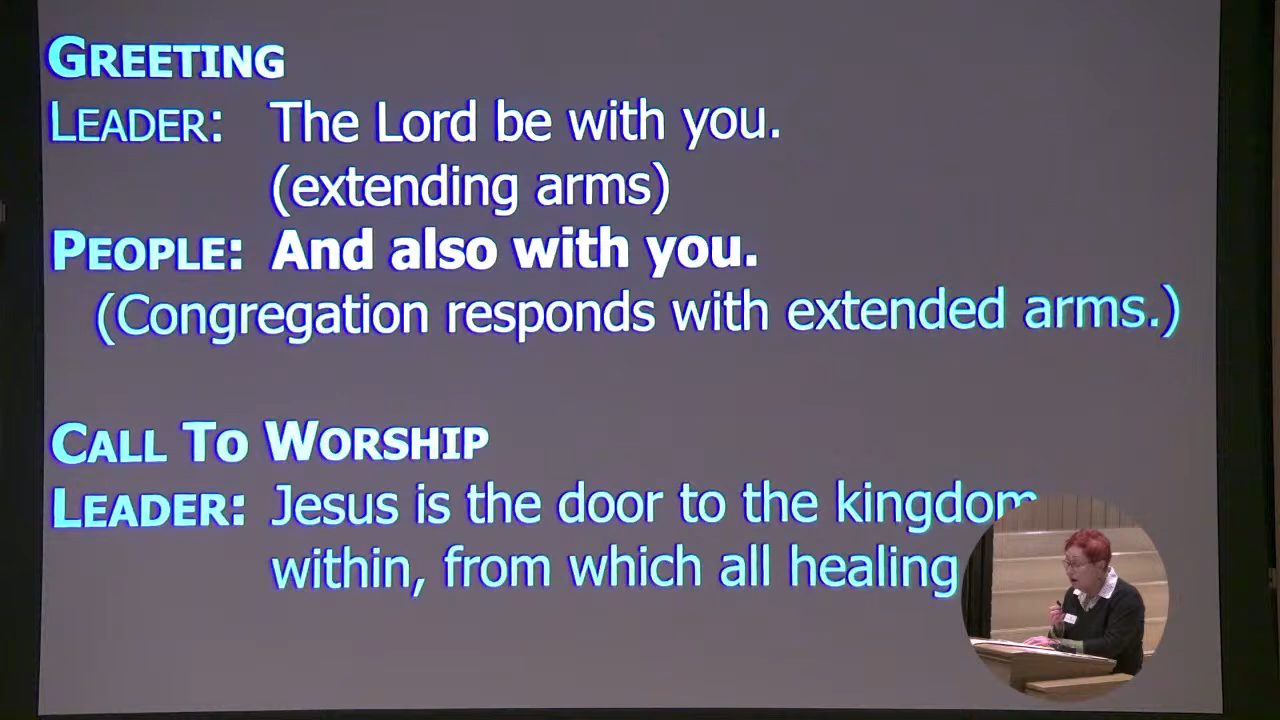 GREETING
LEADER: The Lord be with you.
(extending arms)
PEOPLE: And also with you.
(Congregation responds with extended arms.)
CALL TO WORSHIP
LEADER: Jesus is the door to the kingdom
within, from which all healing